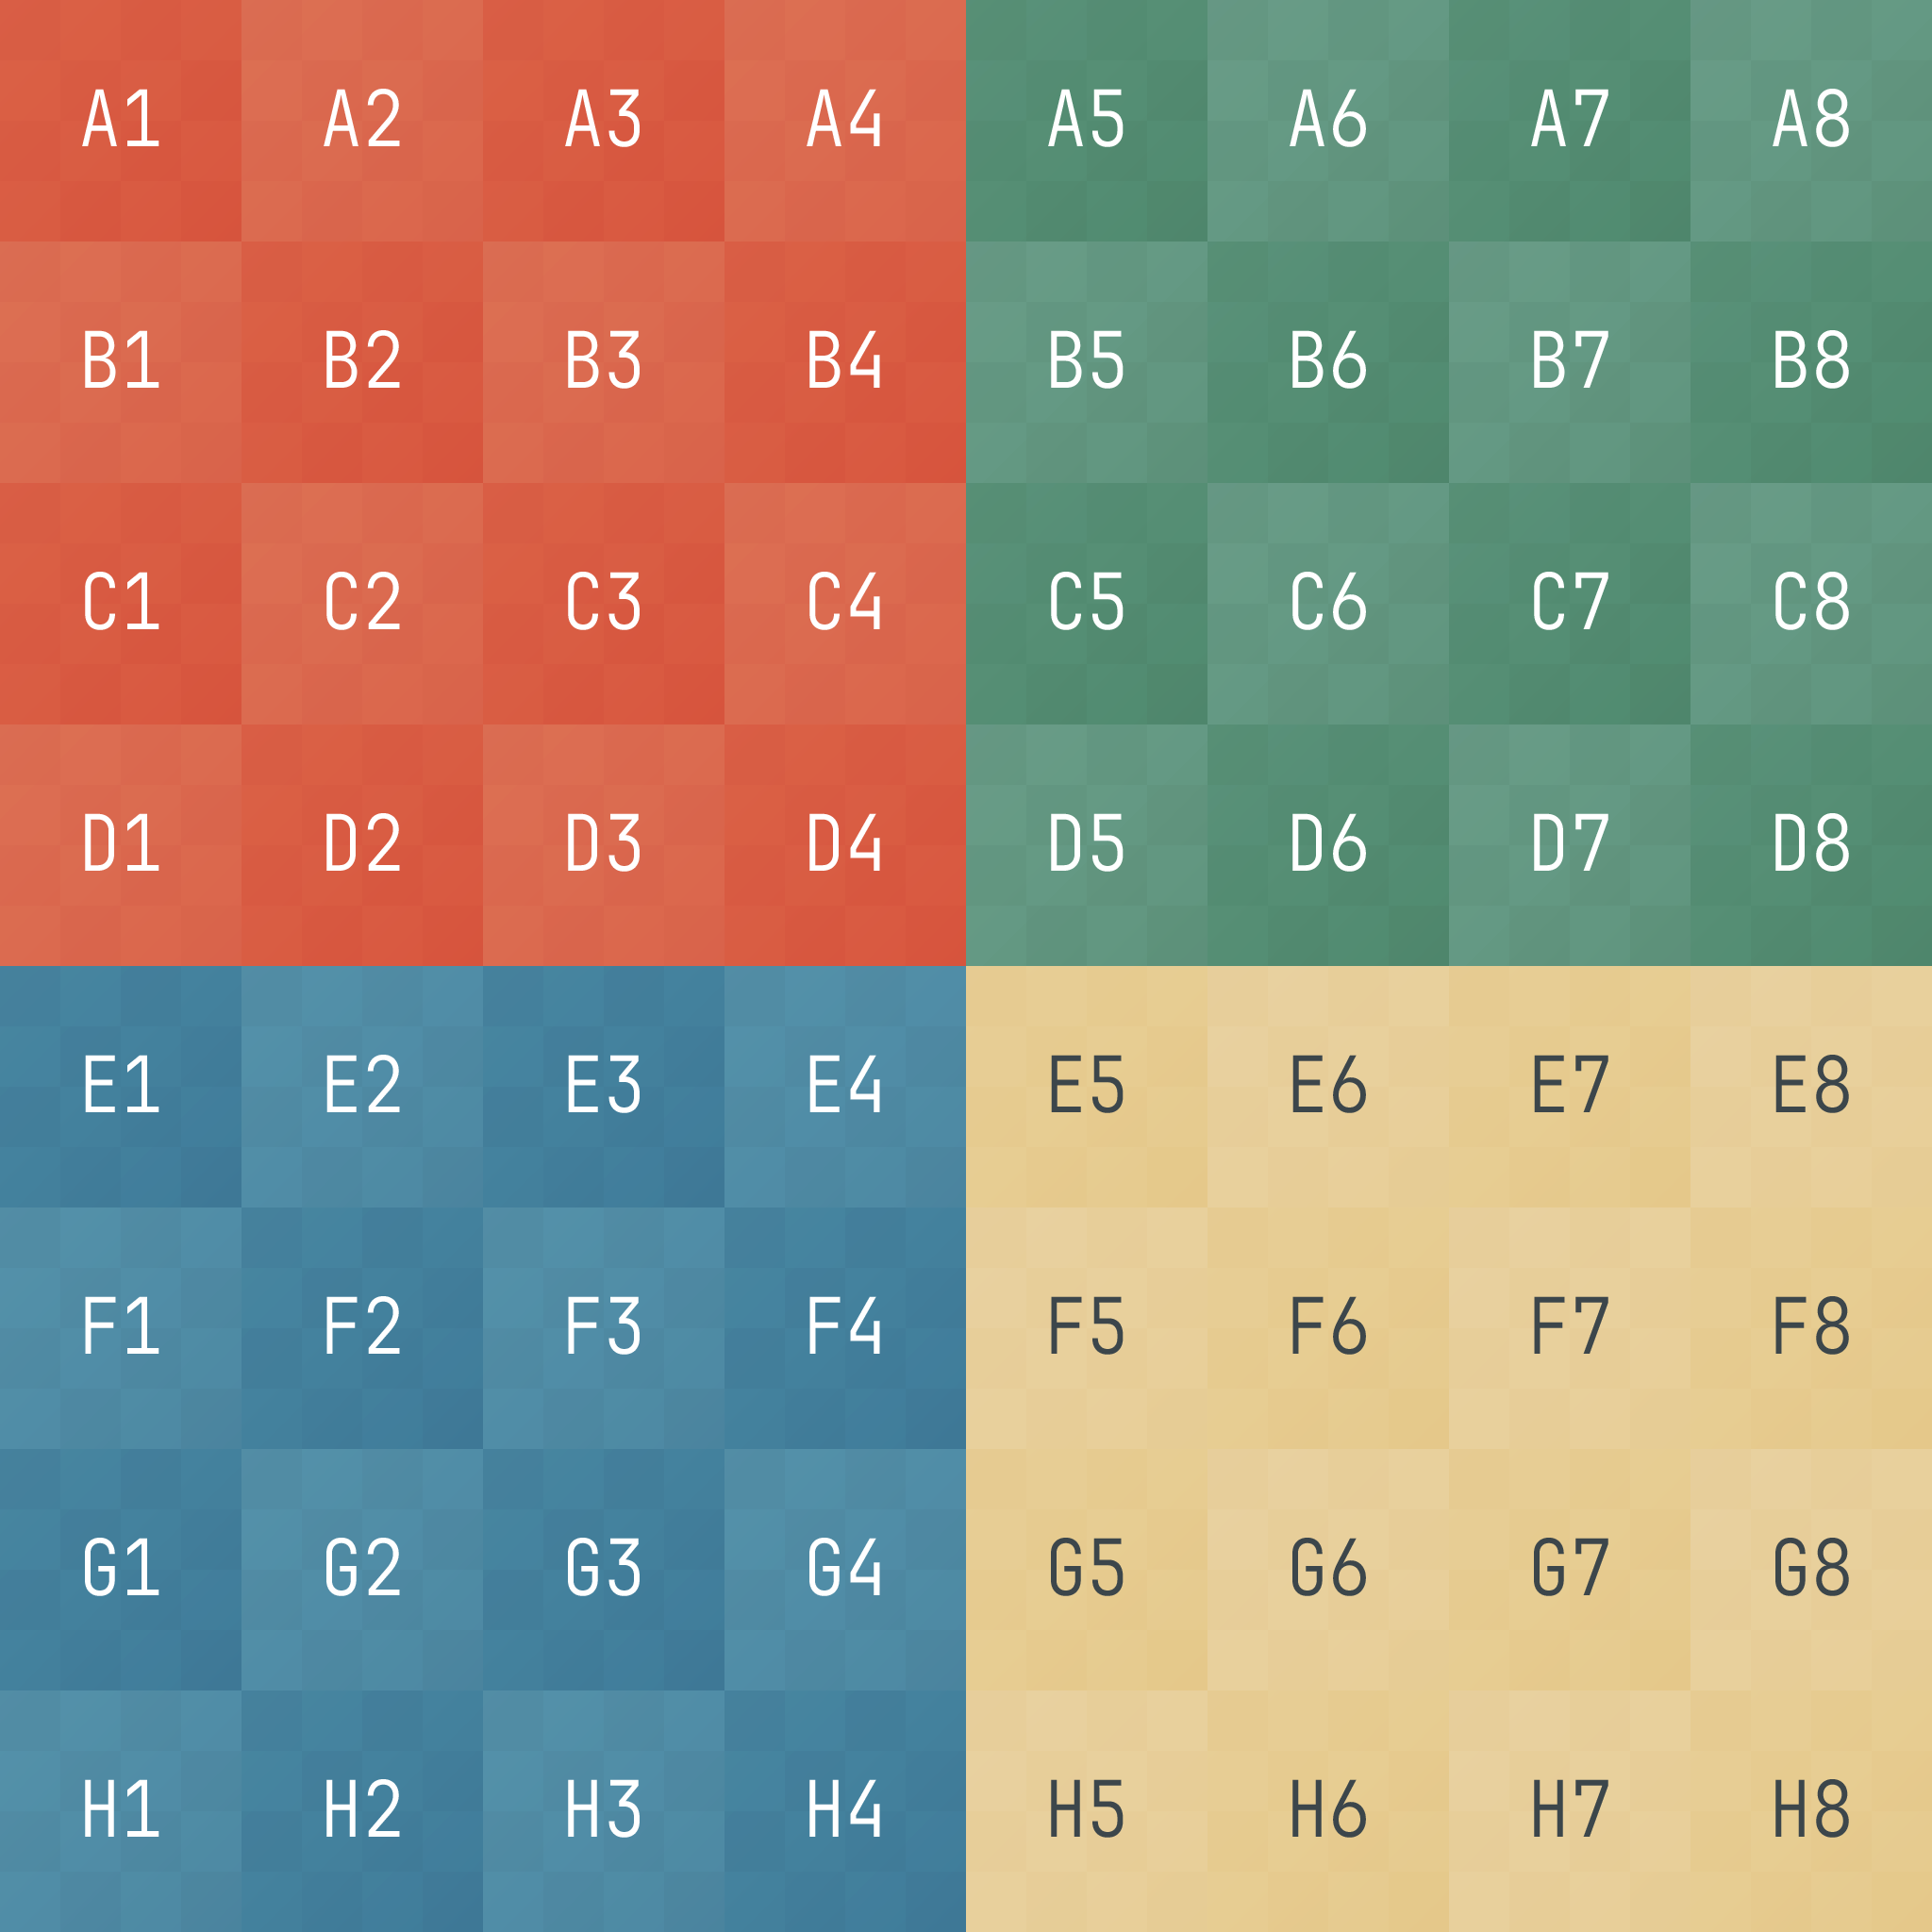 A1 A2 A3 A4 A5 A6 A7 A8
B1 B2 B3 B4 B5 B6 B7 B8
C1 C2 C3 C4 C5 C6 C7 C8
D1 D2 D3 D4 D5 D6 D7 D8
E1 E2 E3 E4 E5 E6 E7 E8
F1 F2 F3 F4 F5 F6 F7 F8
G1 G2 G3 G4 G5 G6 G7 G8
H1 H2 H3 H4 H5 H6 H7 H8